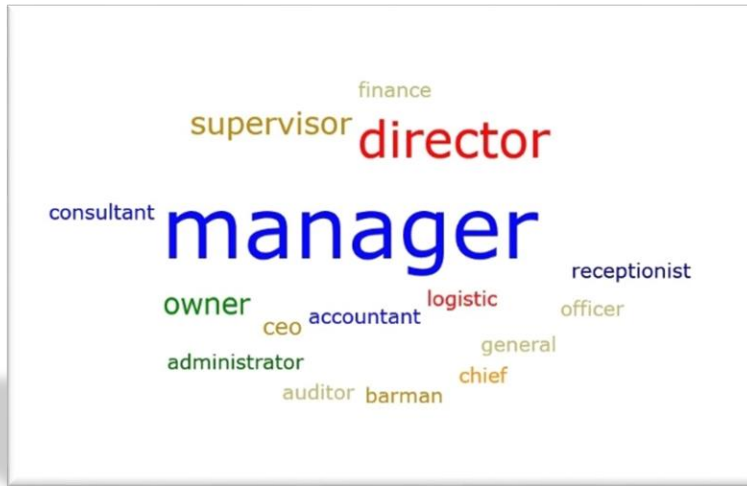 finance
supervisor director
consultant manager
receptionist
owner ceo accountant logistic officer
administrator general
auditor barman chief